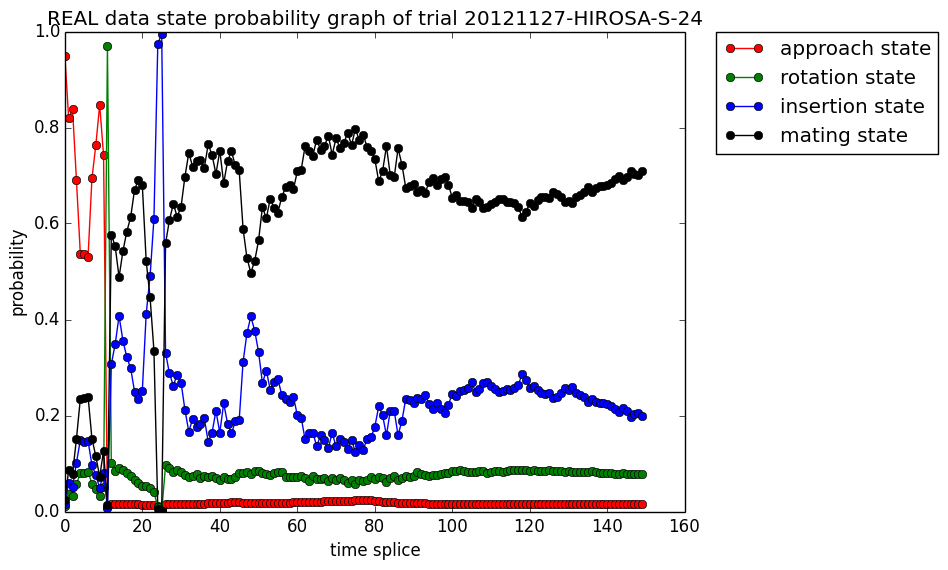 REAL data state probability graph of trial 20121127-HIROSA-S-24
approach state
rotation state
insertion state
mating state
probability
1.0
0.8
0.6
0.4
0.2
0.0
0 20 40 60 80 100 120 140 160
time splice